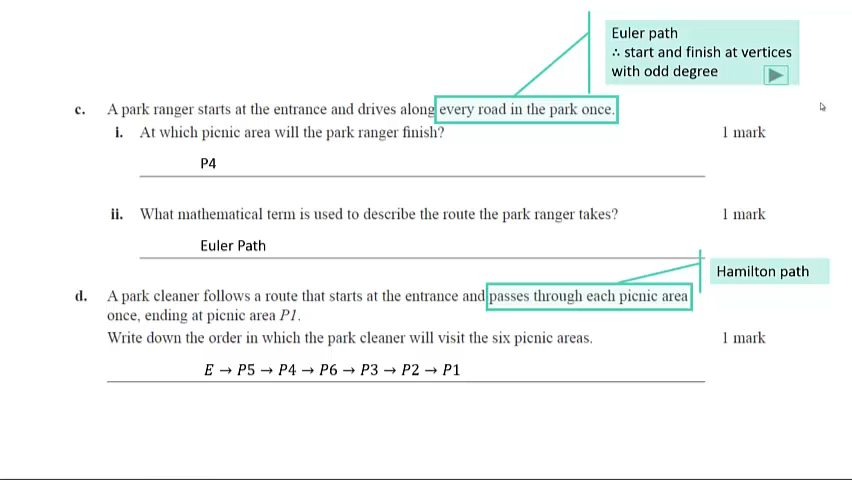 Euler path
∴ start and finish at vertices
with odd degree
c. A park ranger starts at the entrance and drives along every road in the park once.
i. At which picnic area will the park ranger finish? 1 mark
P4
ii. What mathematical term is used to describe the route the park ranger takes? 1 mark
Euler Path
Hamilton path
d. A park cleaner follows a route that starts at the entrance and passes through each picnic area
once, ending at picnic area P1.
Write down the order in which the park cleaner will visit the six picnic areas. 1 mark
E → P5 → P4 → P6 → P3 → P2 → P1